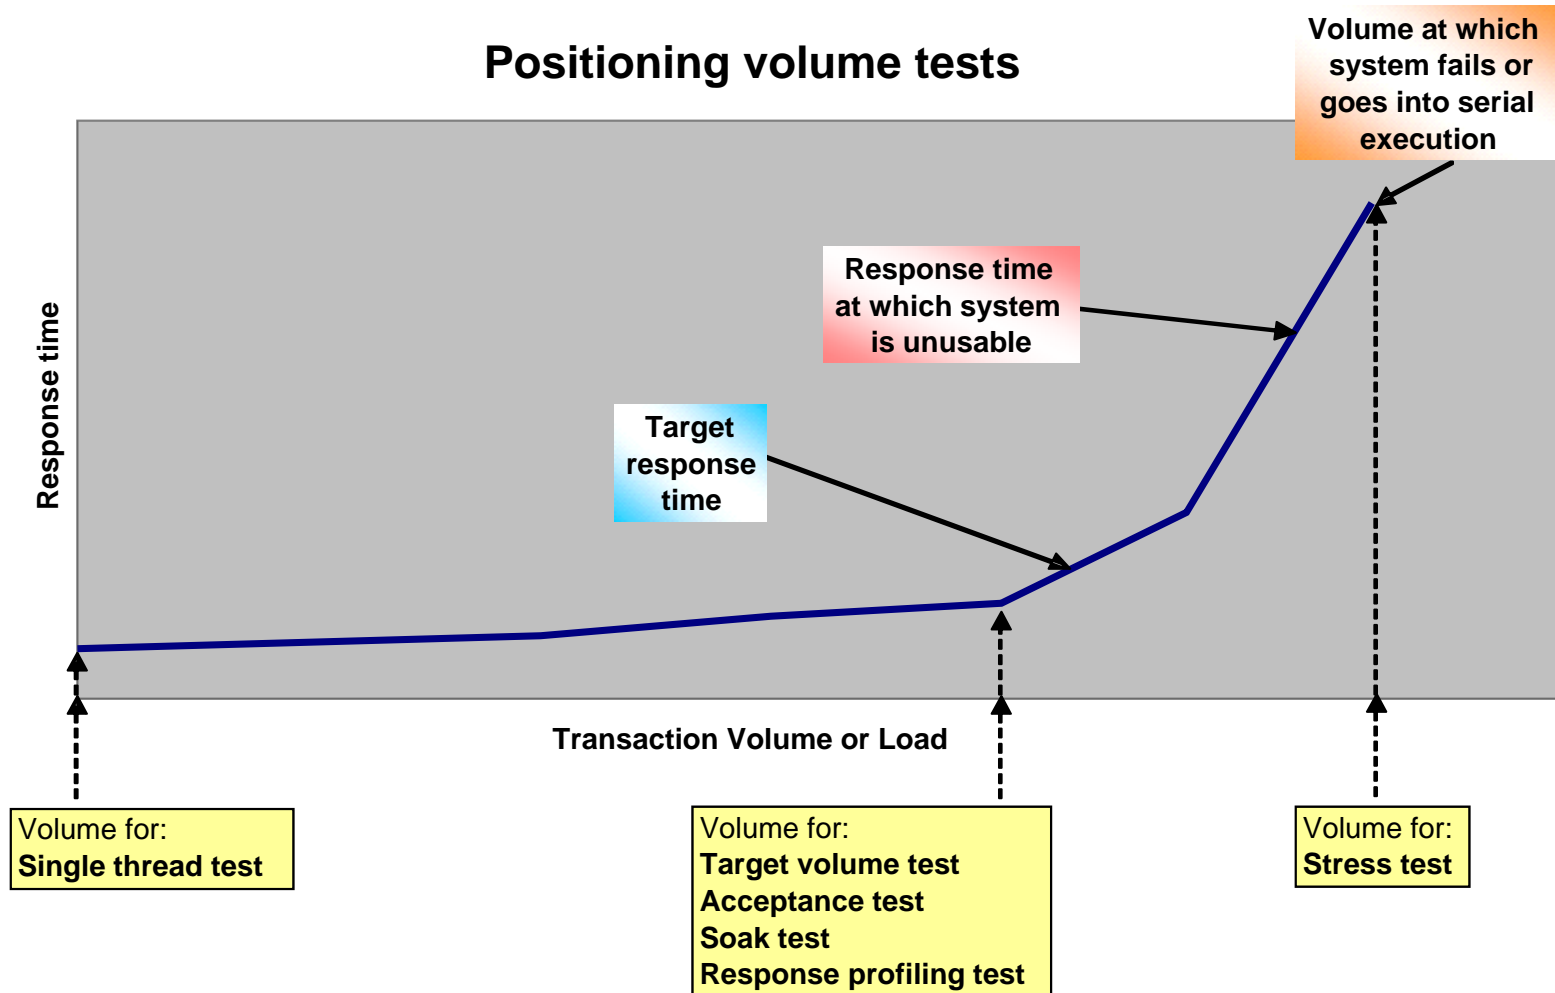 Positioning volume tests
Volume at which
system fails or
goes into serial
execution
Response time
at which system
is unusable
Target
response
time
Response time
Transaction Volume or Load
Volume for:
Single thread test
Volume for:
Target volume test
Acceptance test
Soak test
Response profiling test
Volume for:
Stress test